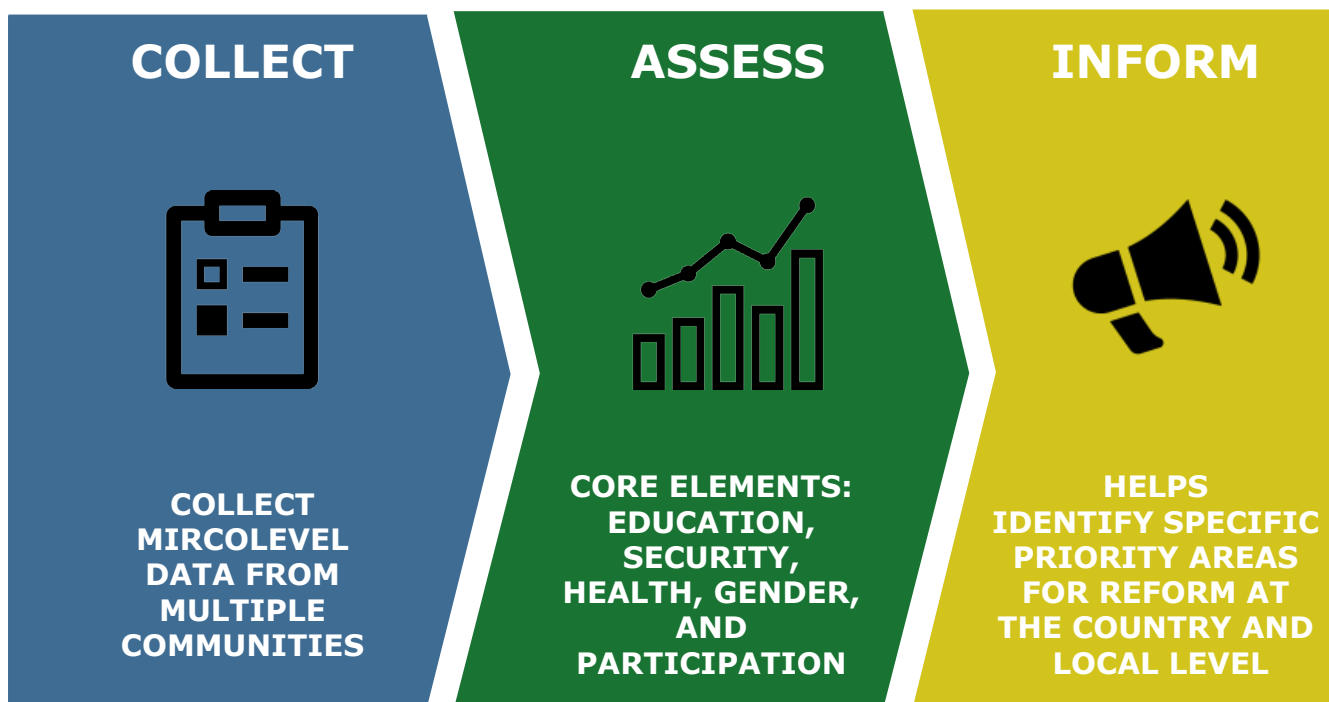 COLLECT
COLLECT
MIRCOLEVEL
DATA FROM
MULTIPLE
COMMUNITIES
ASSESS
CORE ELEMENTS:
EDUCATION,
SECURITY,
HEALTH, GENDER,
AND
PARTICIPATION
INFORM
HELPS
IDENTIFY SPECIFIC
PRIORITY AREAS
FOR REFORM AT
THE COUNTRY AND
LOCAL LEVEL